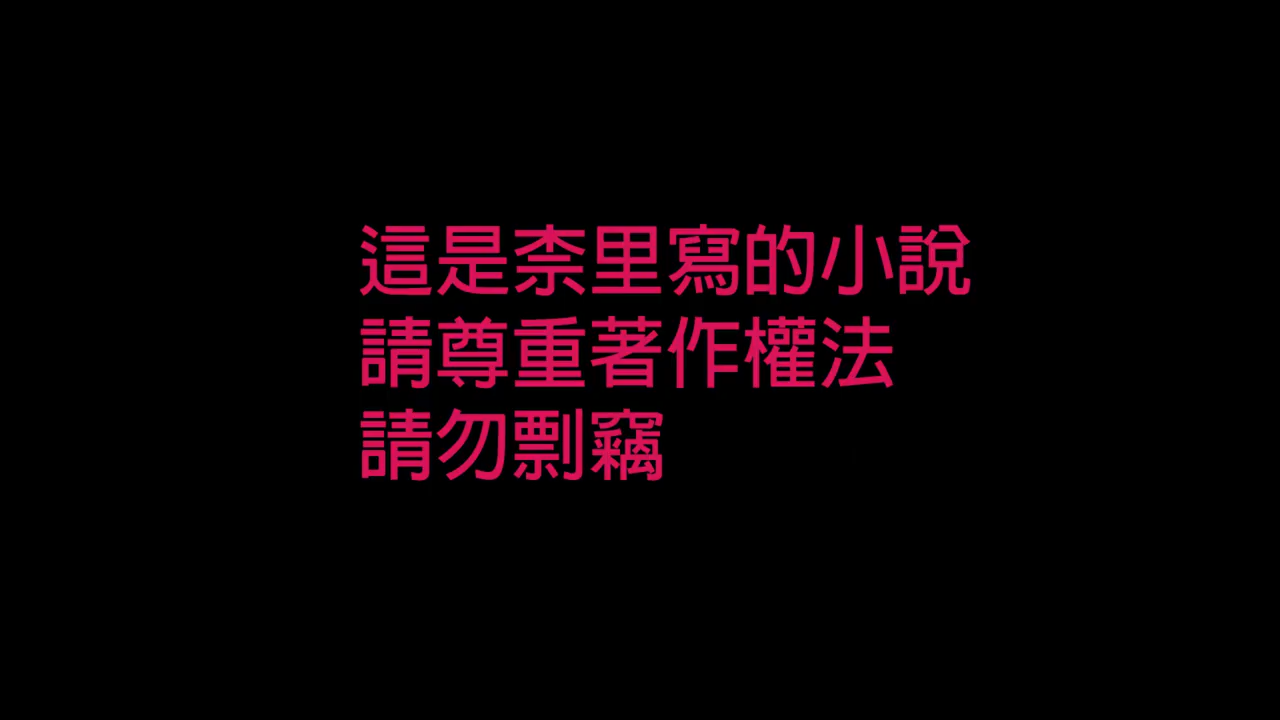 這是柰里寫的小說
請尊重著作權法
請勿剽竊